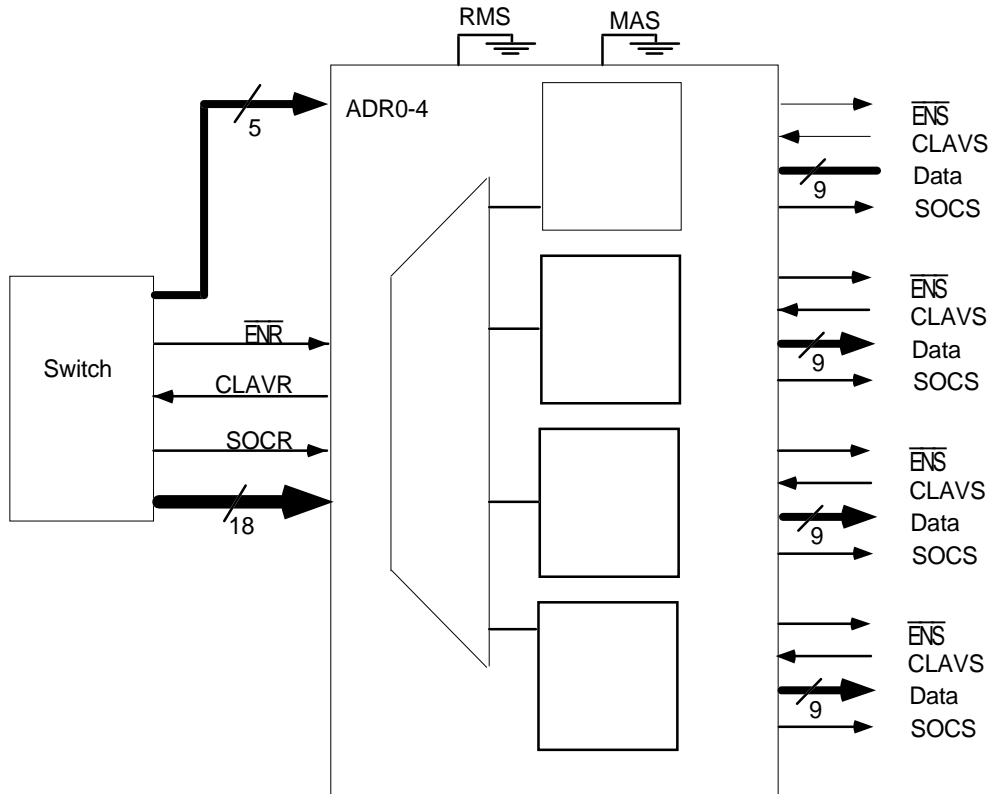 RMS
MAS
ADR0-4
5
Switch
ENR
CLAVR
SOCR
18
ENS
CLAVS
Data
9
SOCS
ENS
CLAVS
Data
9
SOCS
ENS
CLAVS
Data
9
SOCS
ENS
CLAVS
Data
9
SOCS